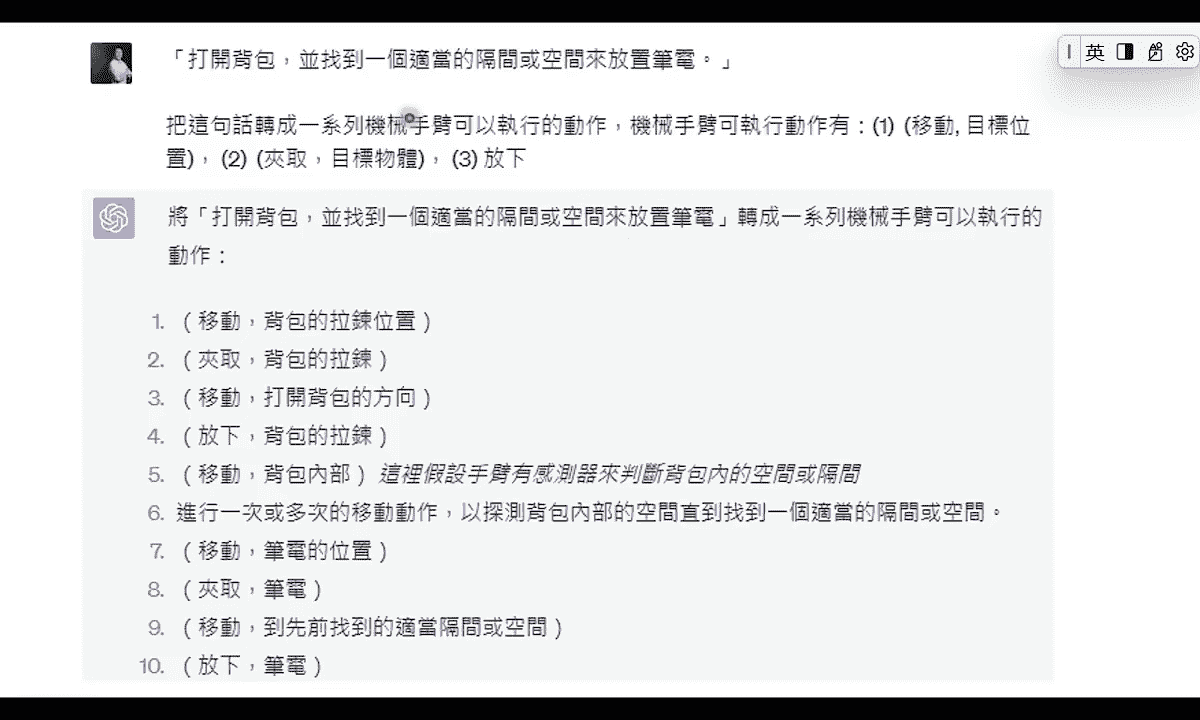 英
「打開背包，並找到一個適當的隔間或空間來放置筆電。」
把這句話轉成一系列機械手臂可以執行的動作，機械手臂可執行動作有：(1) (移動, 目標位
置)， (2) (夾取，目標物體)， (3) 放下
將「打開背包，並找到一個適當的隔間或空間來放置筆電」轉成一系列機械手臂可以執行的
動作：
1. （移動，背包的拉鍊位置）
2. （夾取，背包的拉鍊）
3. （移動，打開背包的方向）
4. （放下，背包的拉鍊）
5. （移動，背包內部） 這裡假設手臂有感測器來判斷背包內的空間或隔間
6. 進行一次或多次的移動動作，以探測背包內部的空間直到找到一個適當的隔間或空間。
7. （移動，筆電的位置）
8. （夾取，筆電）
9. （移動，到先前找到的適當隔間或空間）
10. （放下，筆電）